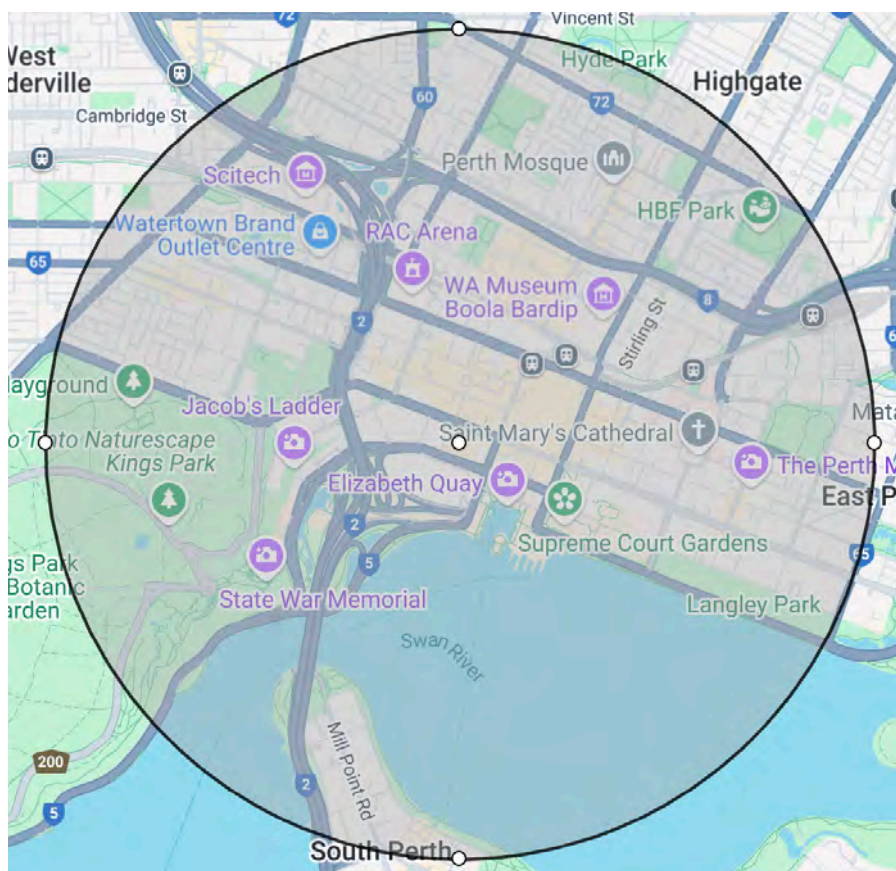 72
Vincent St
West
derville
Hyde Park
Highgate
60
72
Cambridge St
Perth Mosque
Scitech
HBF Park
Watertown Brand
Outlet Centre
RAC Arena
65
WA Museum
Boola Bardip
8
2
Stirling St
layground
Jacob's Ladder
Mata
o Tinto Naturescape
Kings Park
Saint Mary's Cathedral
The Perth M
Elizabeth Quay
East P
2
5
Supreme Court Gardens
65
gs Park
Botanic
arden
State War Memorial
Langley Park
Swan River
Mill Point Rd
200
2
5
South Perth